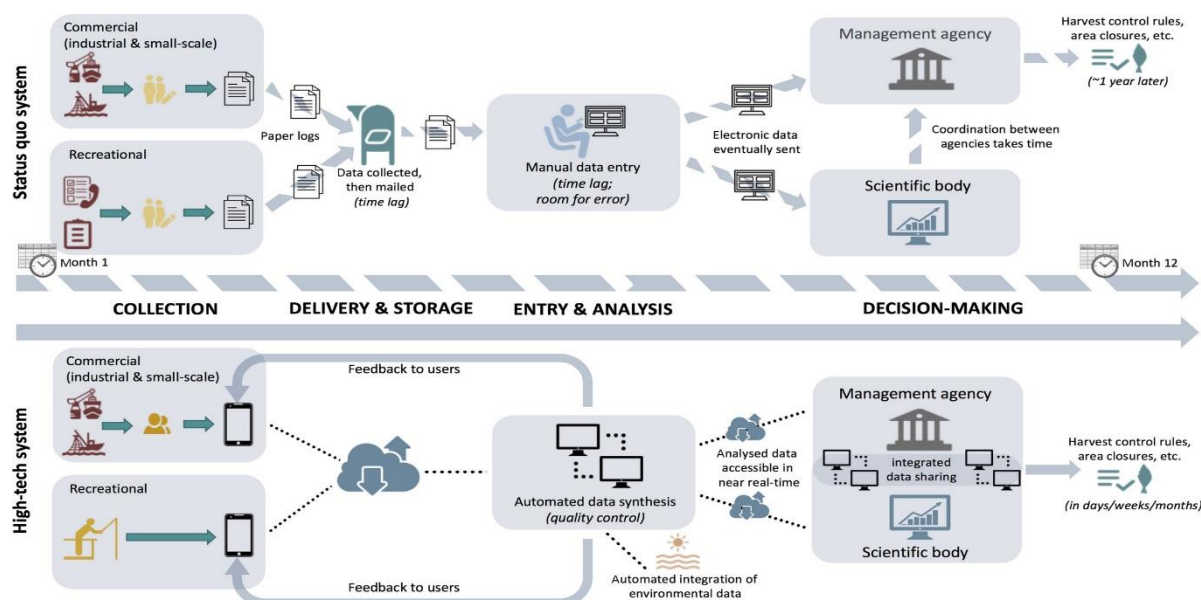 Status quo system
Commercial
(industrial & small-scale)
Recreational
Paper logs
Data collected,
then mailed
(time lag)
Manual data entry
(time lag;
room for error)
Electronic data
eventually sent
Management agency
Coordination between
agencies takes time
Scientific body
Harvest control rules,
area closures, etc.
(~1 year later)
Month 1
Month 12
COLLECTION
DELIVERY & STORAGE
ENTRY & ANALYSIS
DECISION-MAKING
High-tech system
Commercial
(industrial & small-scale)
Recreational
Feedback to users
Automated data synthesis
(quality control)
Feedback to users
Automated integration of
environmental data
Analysed data
accessible in
near real-time
Management agency
integrated
data sharing
Scientific body
Harvest control rules,
area closures, etc.
(in days/weeks/months)